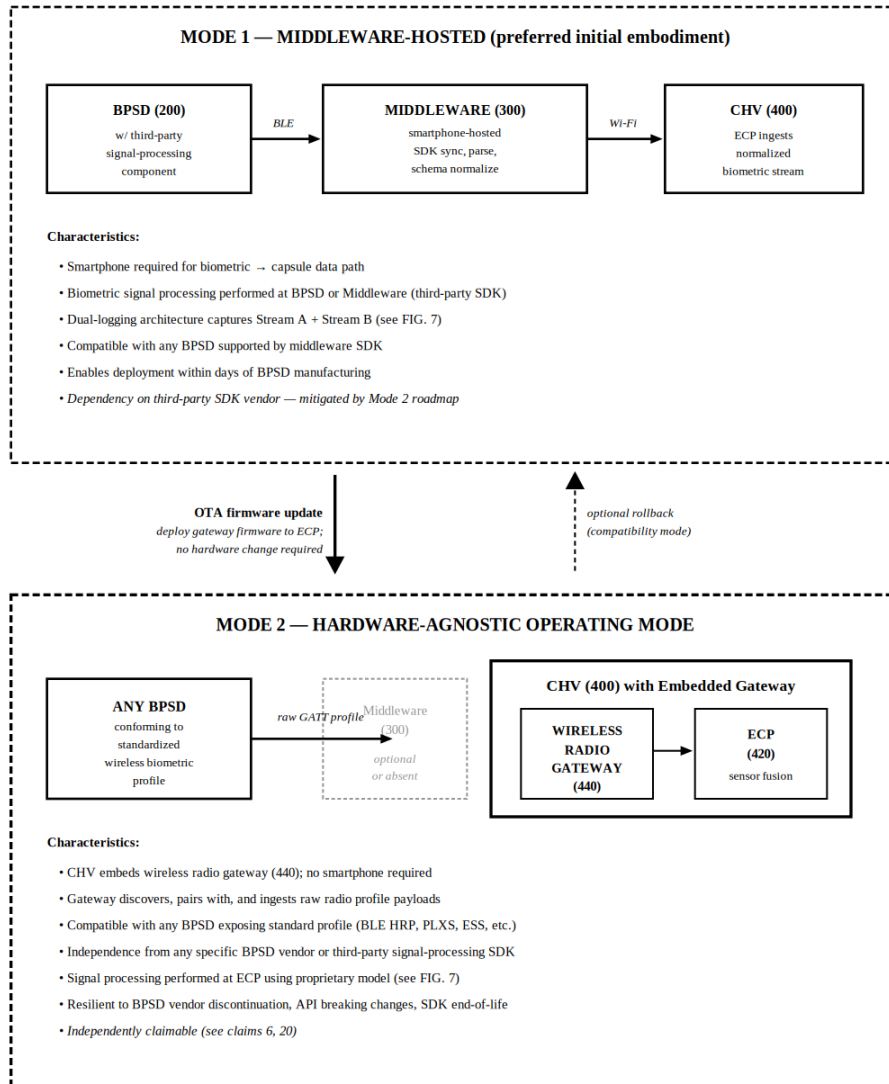 MODE 1 — MIDDLEWARE-HOSTED (preferred initial embodiment)
BPSD (200)
w/ third-party
signal-processing
component
BLE
MIDDLEWARE (300)
smartphone-hosted
SDK sync, parse,
schema normalize
Wi-Fi
CHV (400)
ECP ingests
normalized
biometric stream
Characteristics:
• Smartphone required for biometric → capsule data path
• Biometric signal processing performed at BPSD or Middleware (third-party SDK)
• Dual-logging architecture captures Stream A + Stream B (see FIG. 7)
• Compatible with any BPSD supported by middleware SDK
• Enables deployment within days of BPSD manufacturing
• Dependency on third-party SDK vendor — mitigated by Mode 2 roadmap
OTA firmware update
deploy gateway firmware to ECP;
no hardware change required
optional rollback
(compatibility mode)
MODE 2 — HARDWARE-AGNOSTIC OPERATING MODE
ANY BPSD
conforming to
standardized
wireless biometric
profile
raw GATT profile
Middleware
(300)
optional
or absent
CHV (400) with Embedded Gateway
WIRELESS
RADIO
GATEWAY
(440)
ECP
(420)
sensor fusion
Characteristics:
• CHV embeds wireless radio gateway (440); no smartphone required
• Gateway discovers, pairs with, and ingests raw radio profile payloads
• Compatible with any BPSD exposing standard profile (BLE HRP, PLXS, ESS, etc.)
• Independence from any specific BPSD vendor or third-party signal-processing SDK
• Signal processing performed at ECP using proprietary model (see FIG. 7)
• Resilient to BPSD vendor discontinuation, API breaking changes, SDK end-of-life
• Independently claimable (see claims 6, 20)